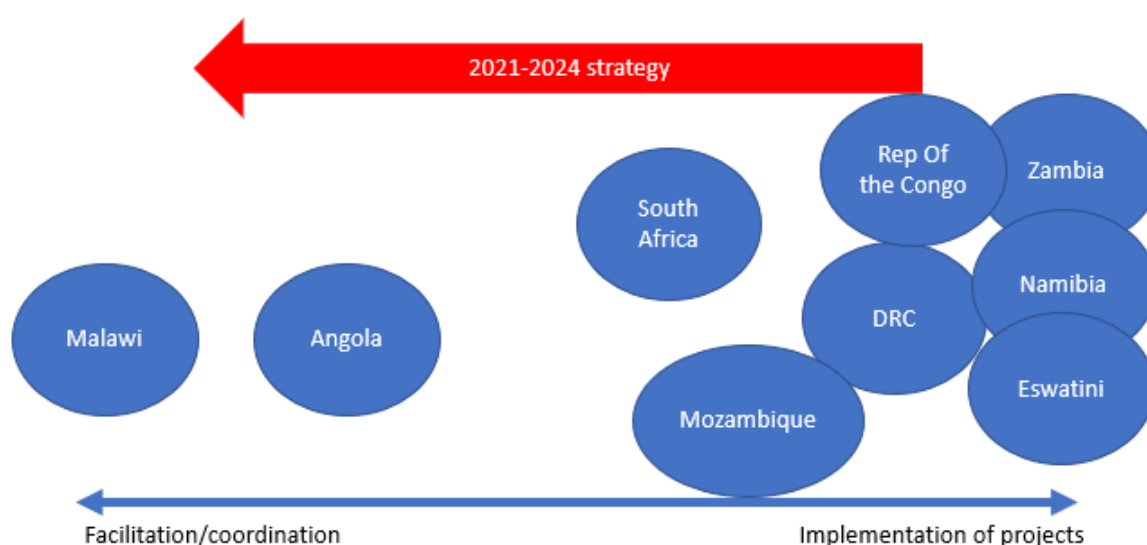 2021-2024 strategy
Rep Of
the Congo
Zambia
South
Africa
Namibia
DRC
Malawi
Angola
Eswatini
Mozambique
Facilitation/coordination
Implementation of projects